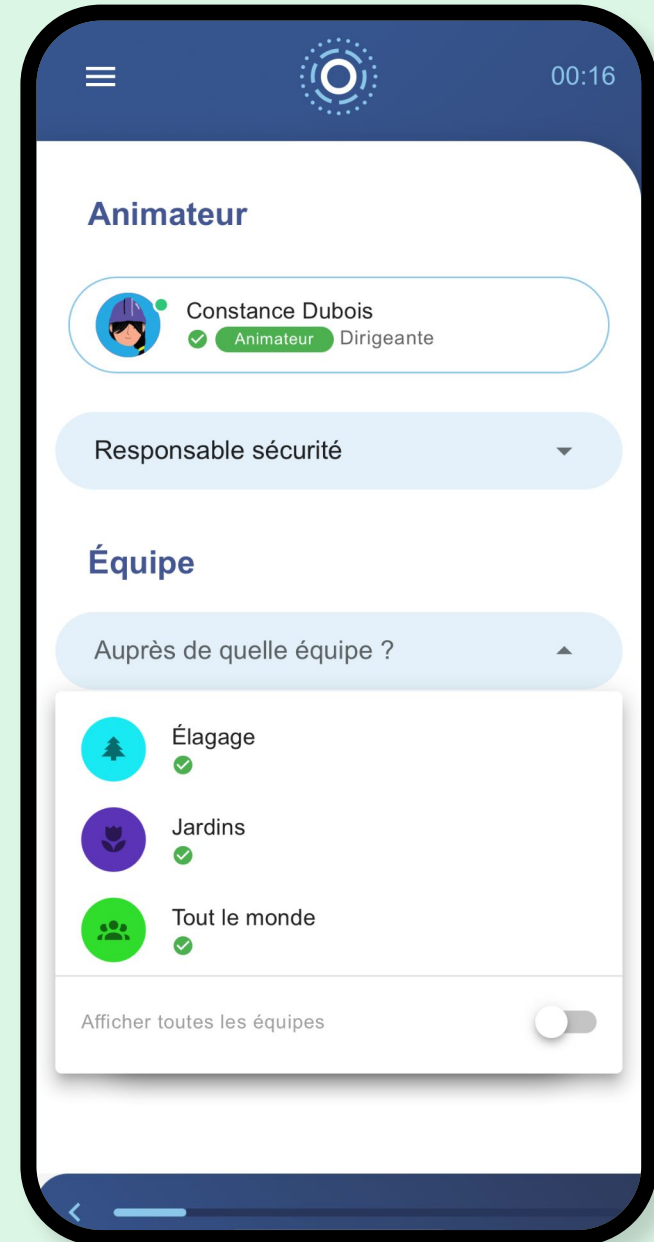 00:16
Animateur
Constance Dubois
Animateur Dirigeante
Responsable sécurité
Équipe
Auprès de quelle équipe ?
Élagage
Jardins
Tout le monde
Afficher toutes les équipes